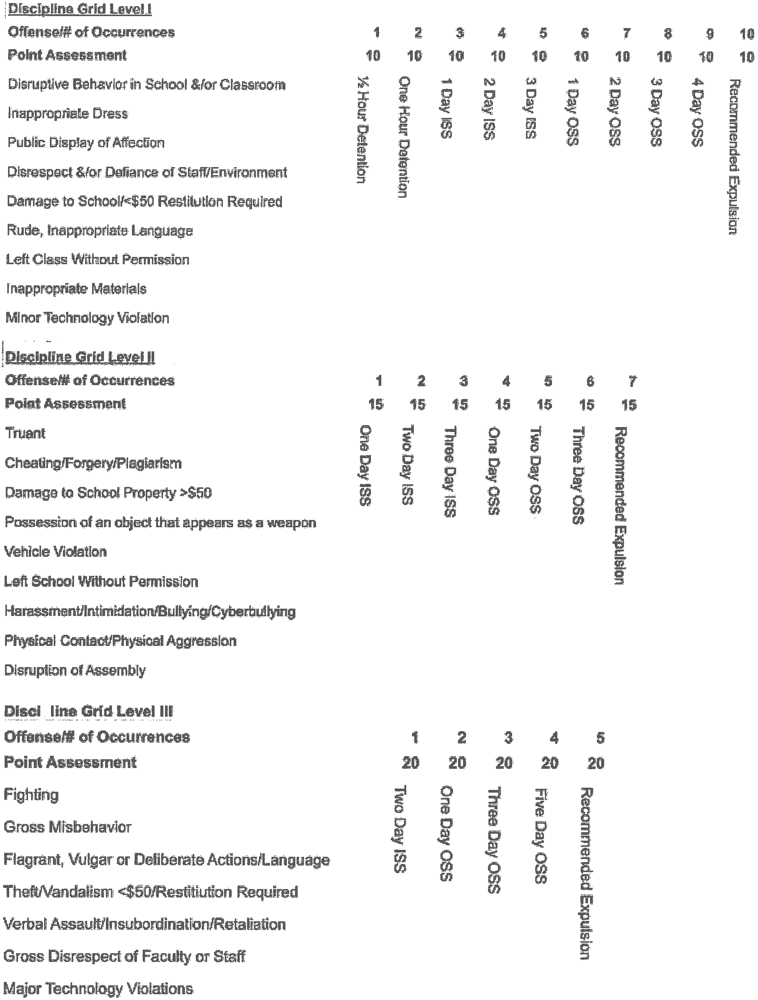 Discipline Grid Level I
Offense/# of Occurrences 1 2 3 4 5 6 7 8 9 10
Point Assessment 10 10 10 10 10 10 10 10 10 10
Disruptive Behavior in School &/or Classroom
Inappropriate Dress
Public Display of Affection
Disrespect &/or Defiance of Staff/Environment
Damage to School/<$50 Restitution Required
Rude, Inappropriate Language
Left Class Without Permission
Inappropriate Materials
Minor Technology Violation
½ Hour Detention
One Hour Detention
1 Day ISS
2 Day ISS
3 Day ISS
1 Day OSS
2 Day OSS
3 Day OSS
4 Day OSS
Recommended Expulsion
Discipline Grid Level II
Offense/# of Occurrences 1 2 3 4 5 6 7
Point Assessment 15 15 15 15 15 15 15
Truant
Cheating/Forgery/Plagiarism
Damage to School Property >$50
Possession of an object that appears as a weapon
Vehicle Violation
Left School Without Permission
Harassment/Intimidation/Bullying/Cyberbullying
Physical Contact/Physical Aggression
Disruption of Assembly
One Day ISS
Two Day ISS
Three Day ISS
One Day OSS
Two Day OSS
Three Day OSS
Recommended Expulsion
Disci line Grid Level III
Offense/# of Occurrences 1 2 3 4 5
Point Assessment 20 20 20 20 20
Fighting
Gross Misbehavior
Flagrant, Vulgar or Deliberate Actions/Language
Theft/Vandalism <$50/Restitiution Required
Verbal Assault/Insubordination/Retaliation
Gross Disrespect of Faculty or Staff
Major Technology Violations
Two Day ISS
One Day OSS
Three Day OSS
Five Day OSS
Recommended Expulsion